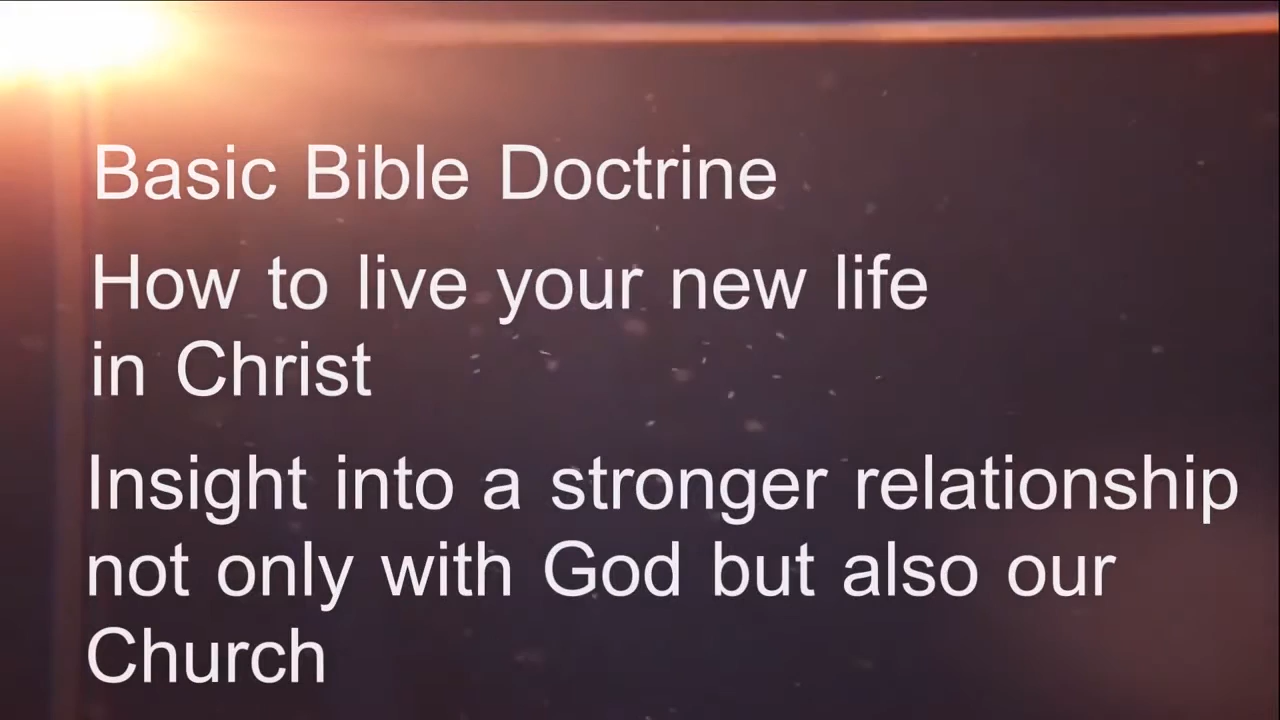 Basic Bible Doctrine
How to live your new life
in Christ
Insight into a stronger relationship
not only with God but also our
Church